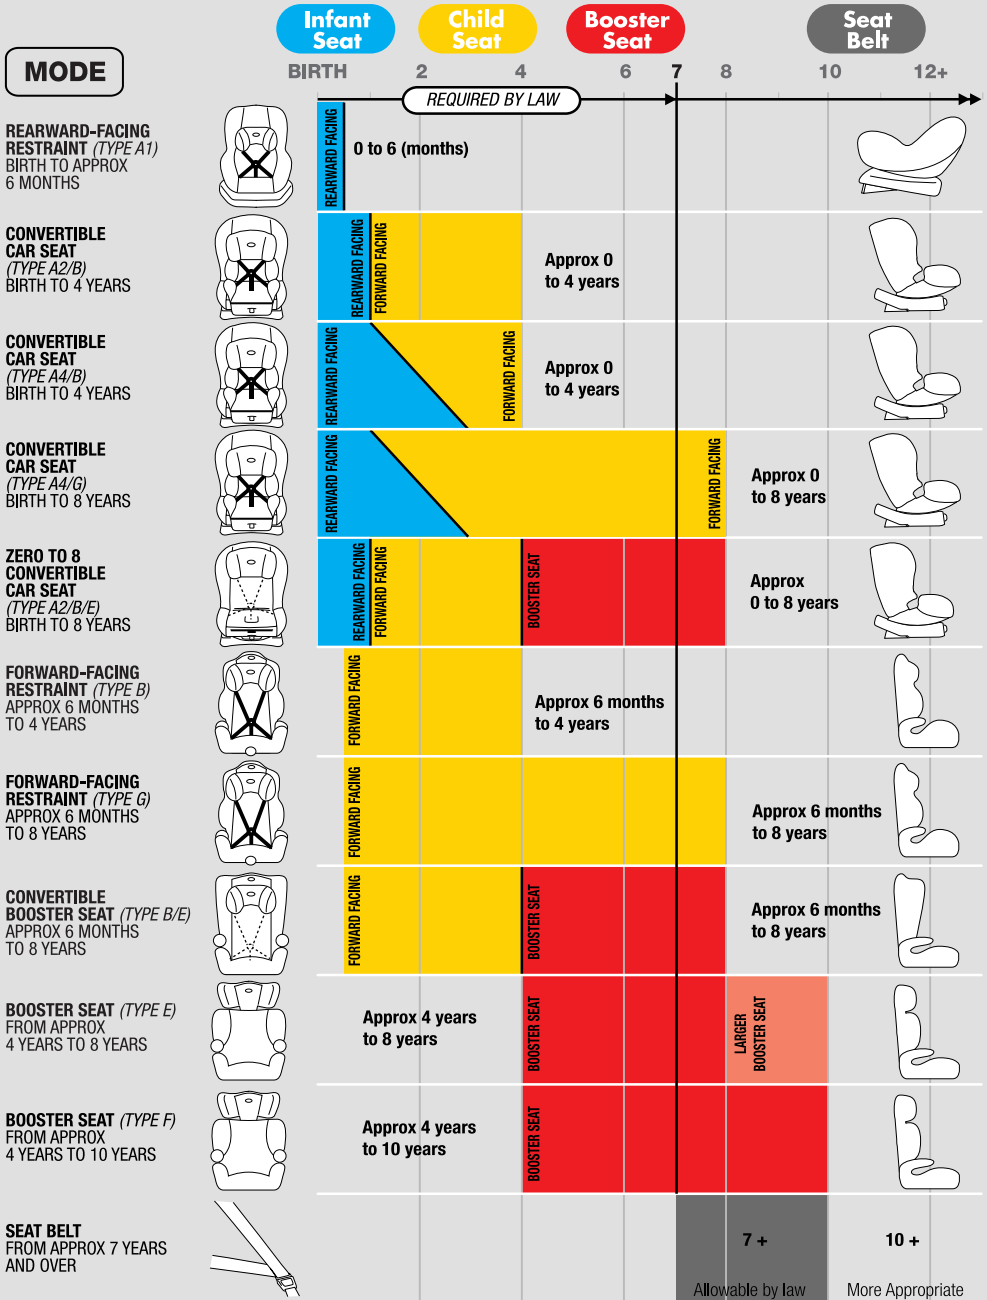 Infant
Seat
Child
Seat
Booster
Seat
Seat
Belt
MODE
BIRTH 2 4 6 7 8 10 12+
REQUIRED BY LAW
REARWARD-FACING
RESTRAINT (TYPE A1)
BIRTH TO APPROX
6 MONTHS
REARWARD FACING
0 to 6 (months)
CONVERTIBLE
CAR SEAT
(TYPE A2/B)
BIRTH TO 4 YEARS
REARWARD FACING
FORWARD FACING
Approx 0
to 4 years
CONVERTIBLE
CAR SEAT
(TYPE A4/B)
BIRTH TO 4 YEARS
REARWARD FACING
FORWARD FACING
Approx 0
to 4 years
CONVERTIBLE
CAR SEAT
(TYPE A4/G)
BIRTH TO 8 YEARS
REARWARD FACING
FORWARD FACING
Approx 0
to 8 years
ZERO TO 8
CONVERTIBLE
CAR SEAT
(TYPE A2/B/E)
BIRTH TO 8 YEARS
REARWARD FACING
FORWARD FACING
BOOSTER SEAT
Approx
0 to 8 years
FORWARD-FACING
RESTRAINT (TYPE B)
APPROX 6 MONTHS
TO 4 YEARS
FORWARD FACING
Approx 6 months
to 4 years
FORWARD-FACING
RESTRAINT (TYPE G)
APPROX 6 MONTHS
TO 8 YEARS
FORWARD FACING
Approx 6 months
to 8 years
CONVERTIBLE
BOOSTER SEAT (TYPE B/E)
APPROX 6 MONTHS
TO 8 YEARS
FORWARD FACING
BOOSTER SEAT
Approx 6 months
to 8 years
BOOSTER SEAT (TYPE E)
FROM APPROX
4 YEARS TO 8 YEARS
Approx 4 years
to 8 years
BOOSTER SEAT
LARGER
BOOSTER SEAT
BOOSTER SEAT (TYPE F)
FROM APPROX
4 YEARS TO 10 YEARS
Approx 4 years
to 10 years
BOOSTER SEAT
SEAT BELT
FROM APPROX 7 YEARS
AND OVER
7 +
10 +
Allowable by law
More Appropriate